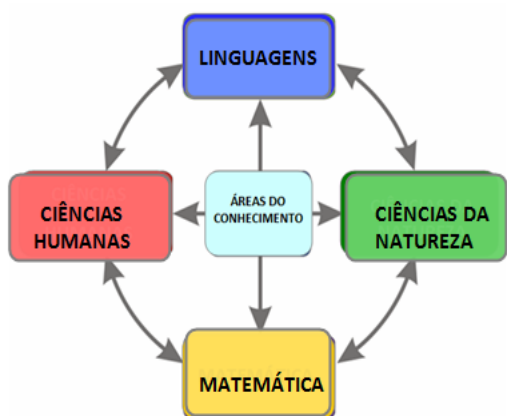 LINGUAGENS
CIÊNCIAS
HUMANAS
ÁREAS DO
CONHECIMENTO
CIÊNCIAS DA
NATUREZA
MATEMÁTICA